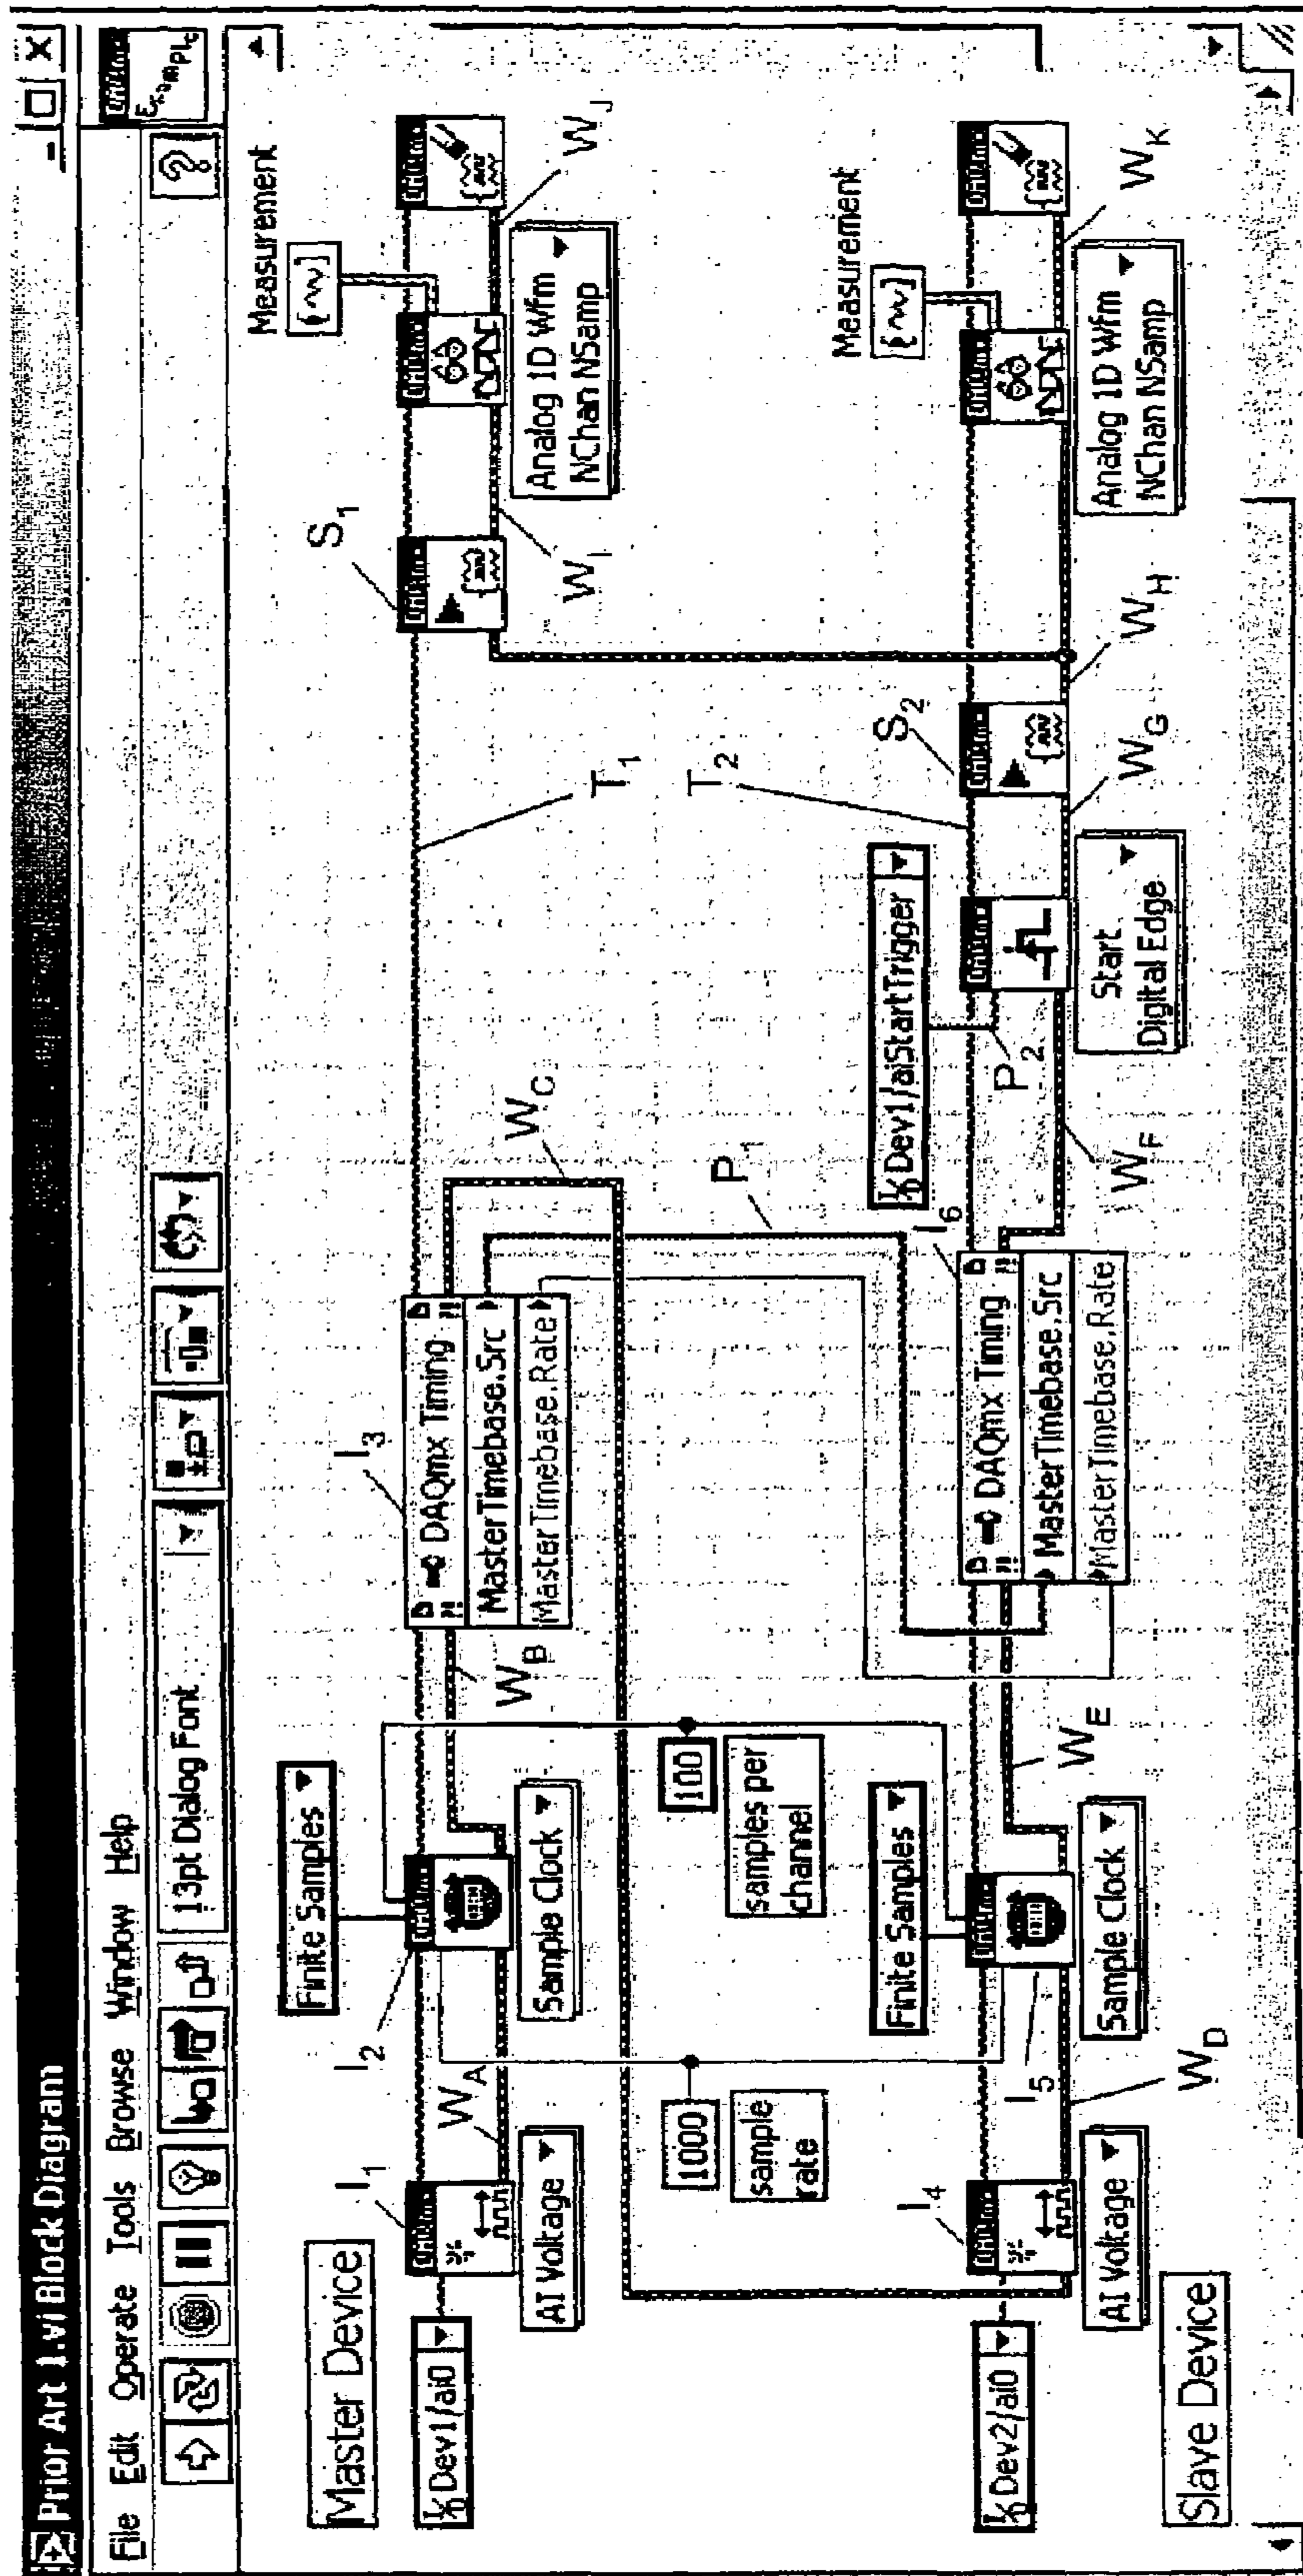 Prior Art 1.vi Block Diagram
File Edit Operate Tools Browse Window Help
13pt Dialog Font
?
ExamPLe
Master Device
I/O Dev1/ai0
I1
AI Voltage
WA
I2
Finite Samples
Sample Clock
WB
I3
DAQmx Timing
MasterTimebase.Src
MasterTimebase.Rate
WC
T1
S1
WI
Measurement
Analog 1D Wfm
NChan NSamp
WJ
1000
sample
rate
100
samples per
channel
P1
Slave Device
I/O Dev2/ai0
I4
AI Voltage
WD
I5
Finite Samples
Sample Clock
WE
I6
DAQmx Timing
MasterTimebase.Src
MasterTimebase.Rate
WF
I/O Dev1/aiStartTrigger
P2
Start
Digital Edge
T2
WG
S2
WH
Measurement
Analog 1D Wfm
NChan NSamp
WK